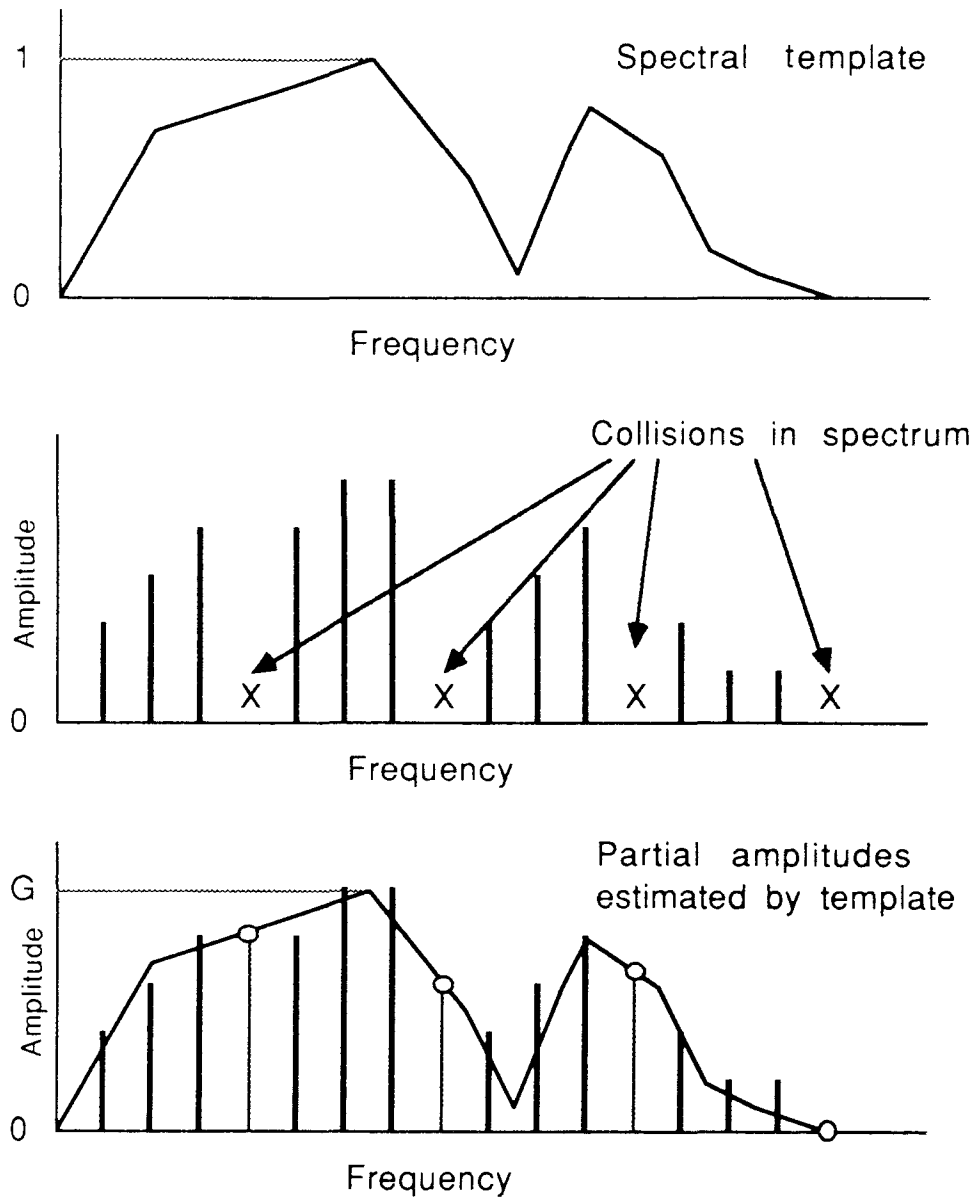 Spectral template
1
0
Frequency
Collisions in spectrum
Amplitude
X X X X
0
Frequency
Partial amplitudes
estimated by template
G
Amplitude
0
Frequency